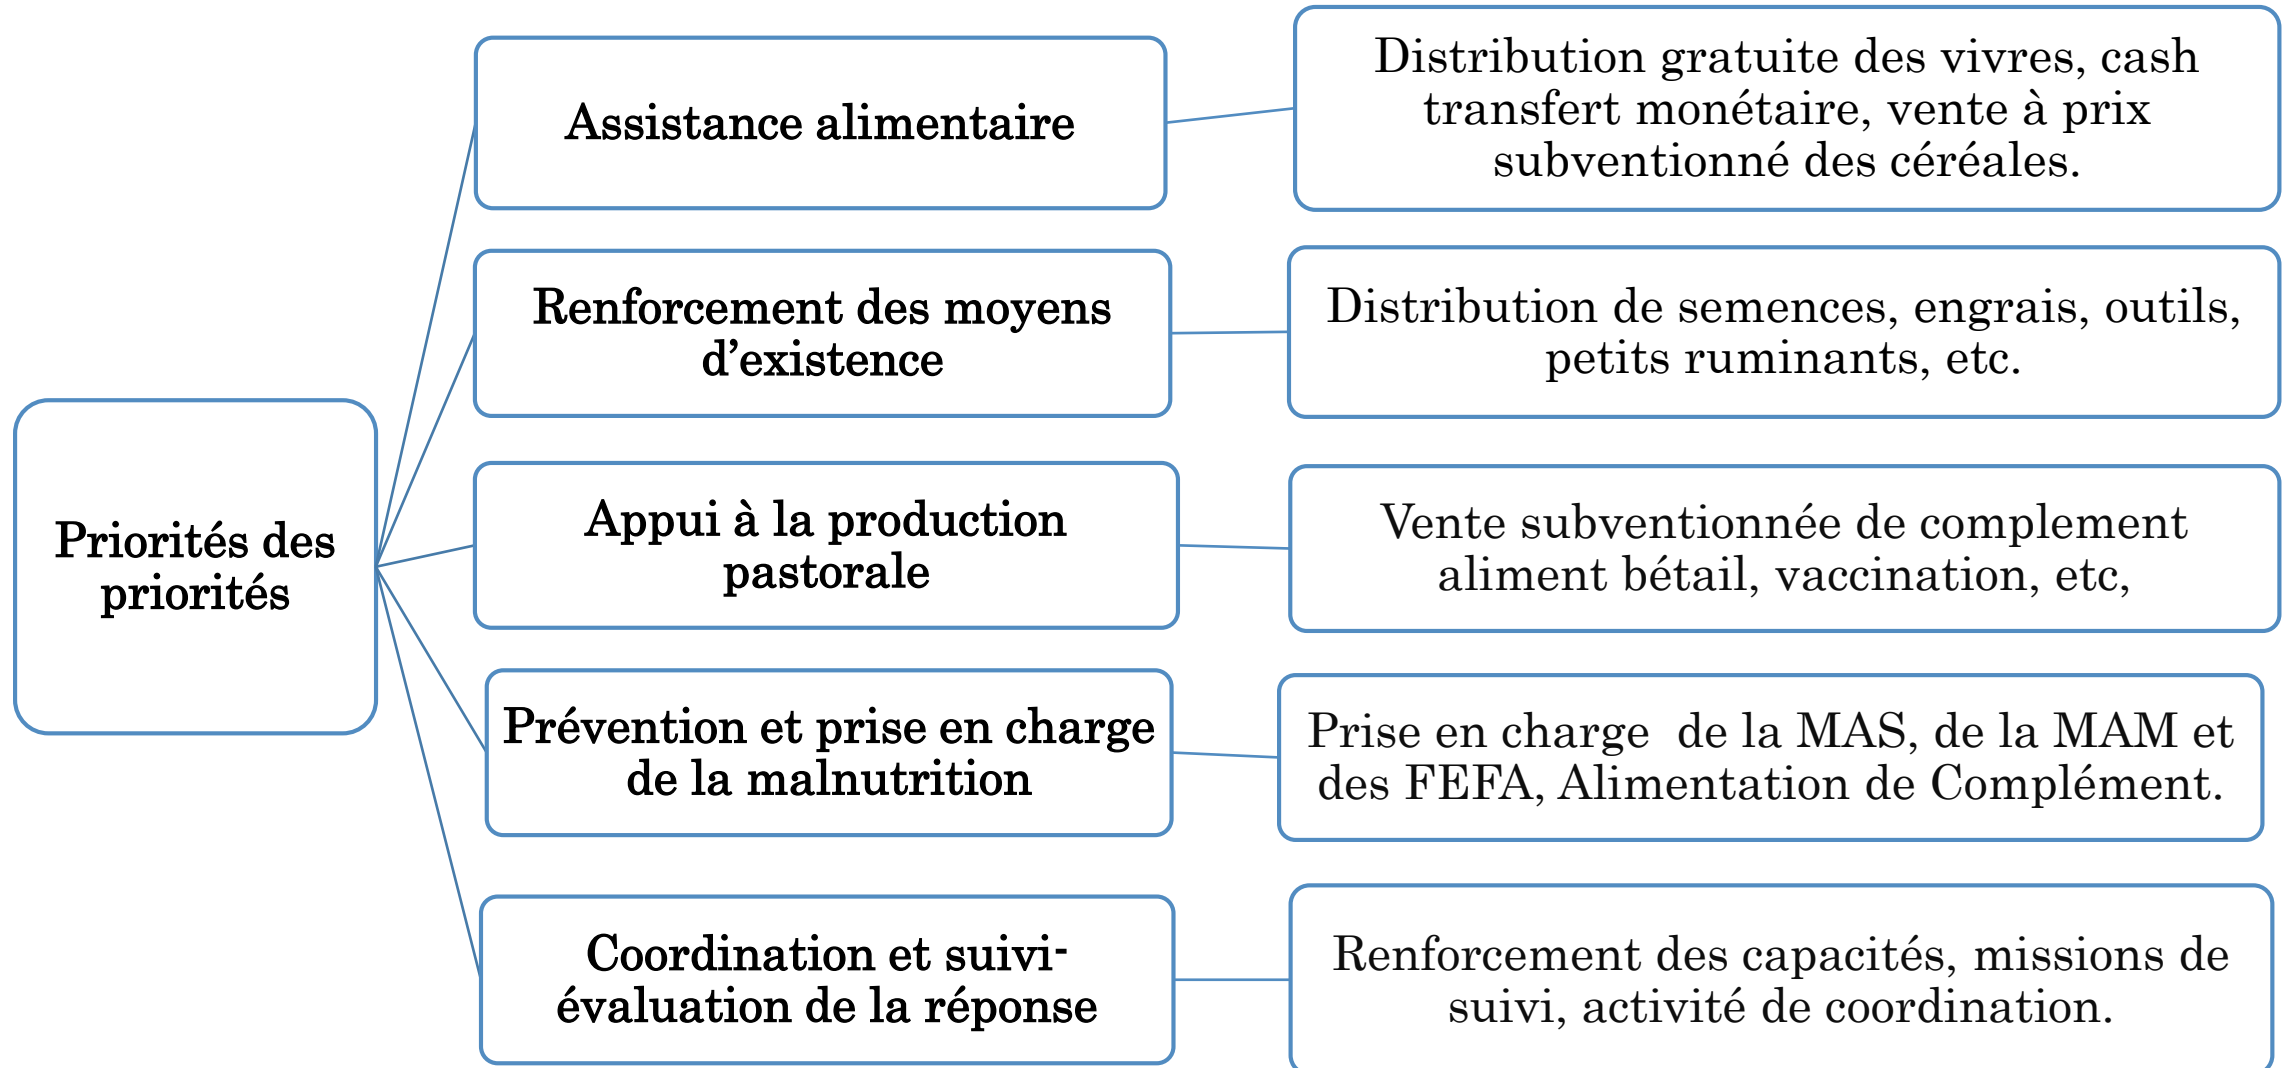 Priorités des
priorités
Assistance alimentaire
Distribution gratuite des vivres, cash
transfert monétaire, vente à prix
subventionné des céréales.
Renforcement des moyens
d’existence
Distribution de semences, engrais, outils,
petits ruminants, etc.
Appui à la production
pastorale
Vente subventionnée de complement
aliment bétail, vaccination, etc,
Prévention et prise en charge
de la malnutrition
Prise en charge  de la MAS, de la MAM et
des FEFA, Alimentation de Complément.
Coordination et suivi-
évaluation de la réponse
Renforcement des capacités, missions de
suivi, activité de coordination.